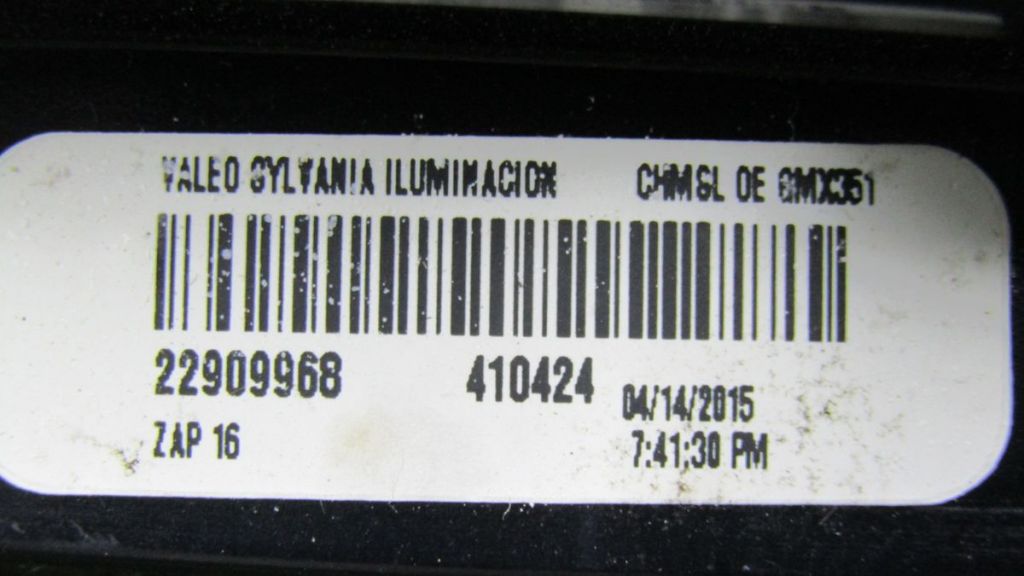 VALEO SYLVANIA ILUMINACION CHMSL OE GMX351
22909968 410424 04/14/2015
ZAP 16 7:41:30 PM